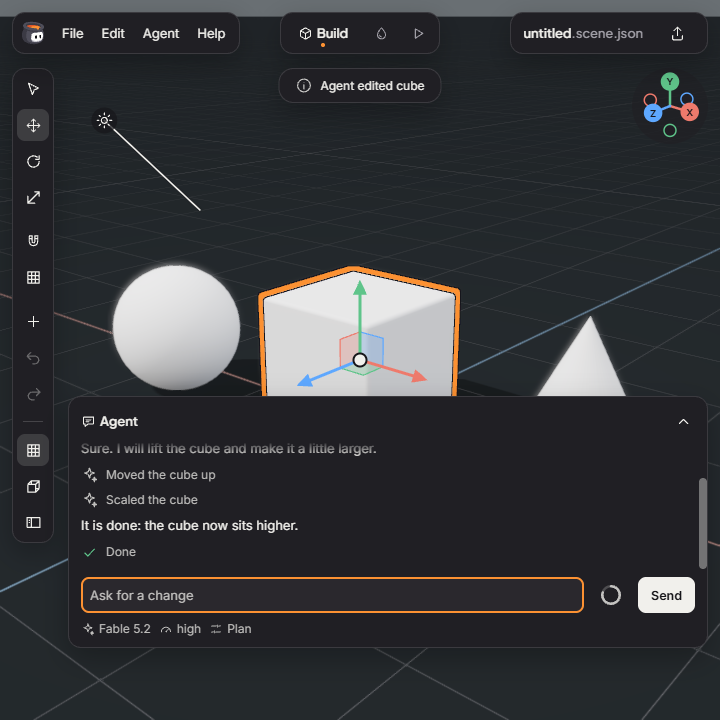 File Edit Agent Help
Build
untitled.scene.json
Agent edited cube
Y
Z
X
Agent
Sure. I will lift the cube and make it a little larger.
Moved the cube up
Scaled the cube
It is done: the cube now sits higher.
Done
Ask for a change
Send
Fable 5.2 high Plan